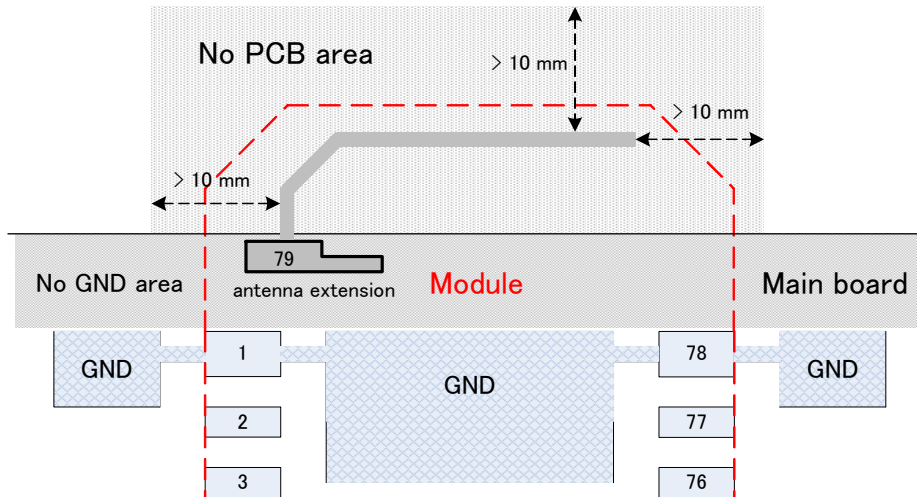 No PCB area
> 10 mm
> 10 mm
> 10 mm
79
No GND area
antenna extension
Module
Main board
GND
1
GND
78
GND
2
77
3
76